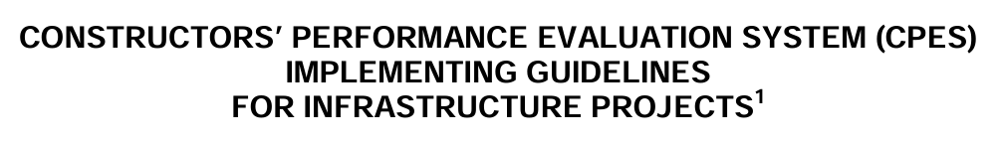 CONSTRUCTORS’ PERFORMANCE EVALUATION SYSTEM (CPES)
IMPLEMENTING GUIDELINES
FOR INFRASTRUCTURE PROJECTS¹